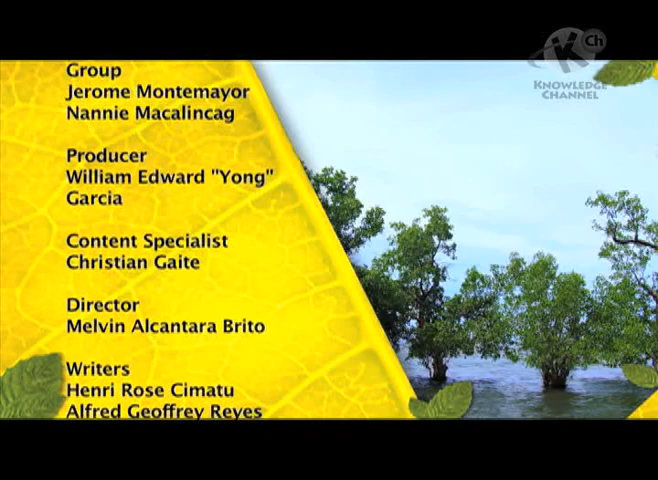 Group
Jerome Montemayor
Nannie Macalincag
Producer
William Edward "Yong"
Garcia
Content Specialist
Christian Gaite
Director
Melvin Alcantara Brito
Writers
Henri Rose Cimatu
Alfred Geoffrey Reyes
K Ch
KNOWLEDGE
CHANNEL